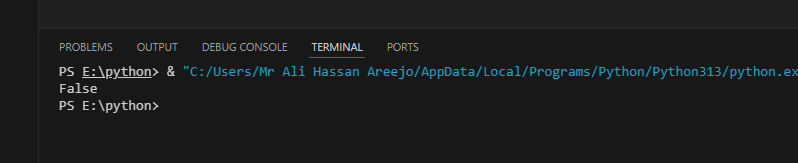 PROBLEMS OUTPUT DEBUG CONSOLE TERMINAL PORTS
PS E:\python> & "C:/Users/Mr Ali Hassan Areejo/AppData/Local/Programs/Python/Python313/python.ex
False
PS E:\python>